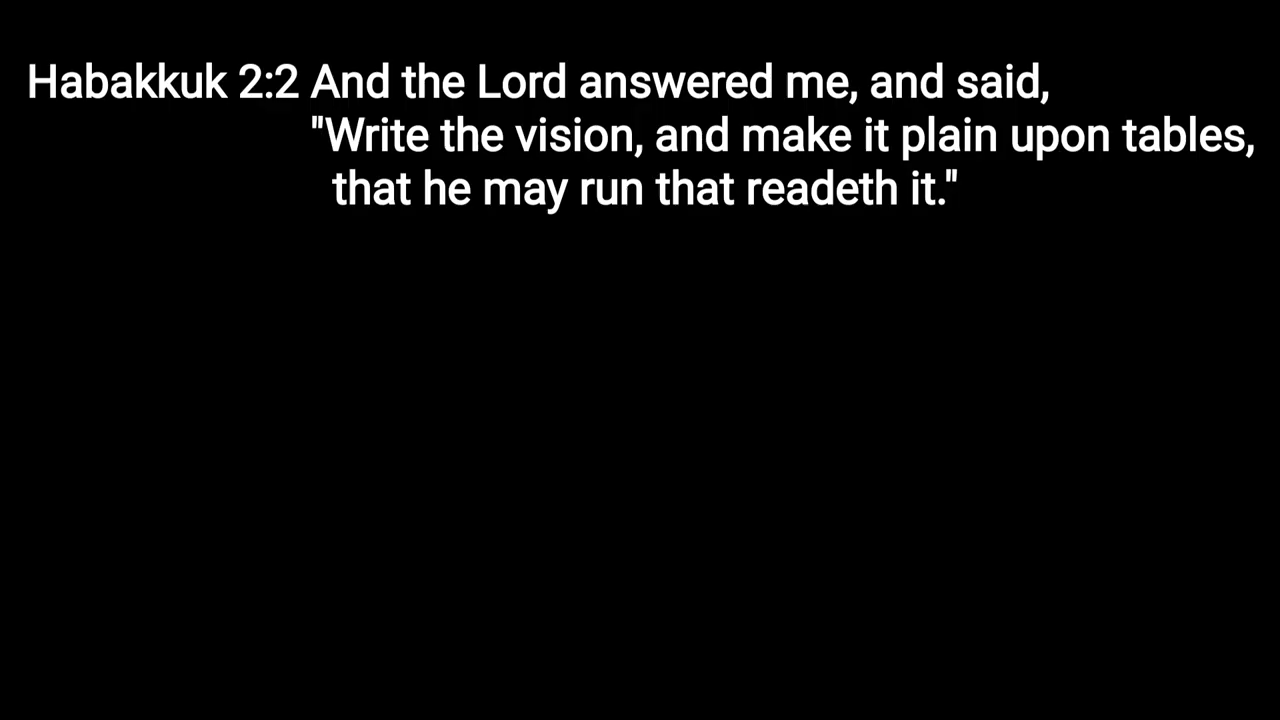 Habakkuk 2:2 And the Lord answered me, and said,
"Write the vision, and make it plain upon tables,
that he may run that readeth it."